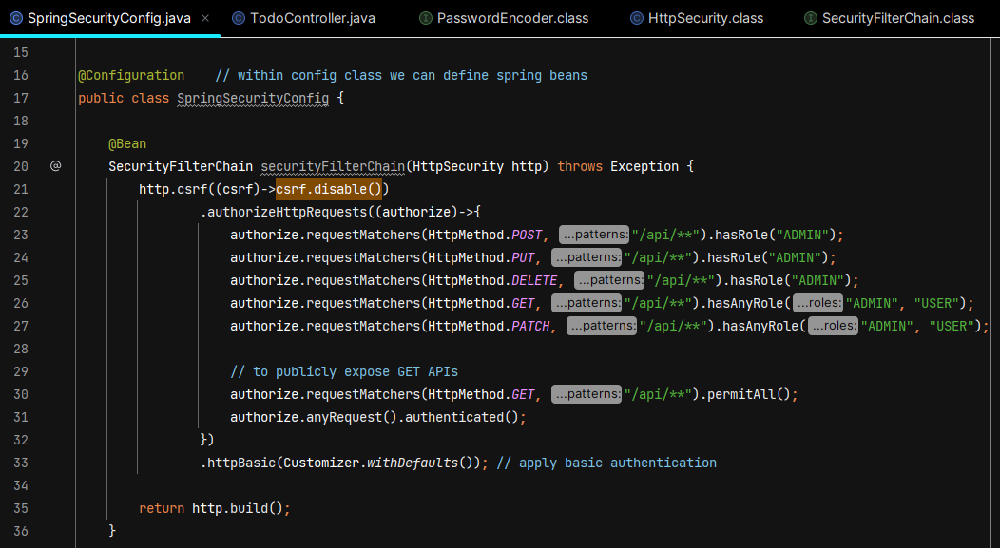 SpringSecurityConfig.java × TodoController.java PasswordEncoder.class HttpSecurity.class SecurityFilterChain.class
15
16 @Configuration // within config class we can define spring beans
17 public class SpringSecurityConfig {
18
19 @Bean
20 @ SecurityFilterChain securityFilterChain(HttpSecurity http) throws Exception {
21 http.csrf((csrf)->csrf.disable())
22 .authorizeHttpRequests((authorize)->{
23 authorize.requestMatchers(HttpMethod.POST, ...patterns: "/api/**").hasRole("ADMIN");
24 authorize.requestMatchers(HttpMethod.PUT, ...patterns: "/api/**").hasRole("ADMIN");
25 authorize.requestMatchers(HttpMethod.DELETE, ...patterns: "/api/**").hasRole("ADMIN");
26 authorize.requestMatchers(HttpMethod.GET, ...patterns: "/api/**").hasAnyRole( ...roles: "ADMIN", "USER");
27 authorize.requestMatchers(HttpMethod.PATCH, ...patterns: "/api/**").hasAnyRole( ...roles: "ADMIN", "USER");
28
29 // to publicly expose GET APIs
30 authorize.requestMatchers(HttpMethod.GET, ...patterns: "/api/**").permitAll();
31 authorize.anyRequest().authenticated();
32 })
33 .httpBasic(Customizer.withDefaults()); // apply basic authentication
34
35 return http.build();
36 }